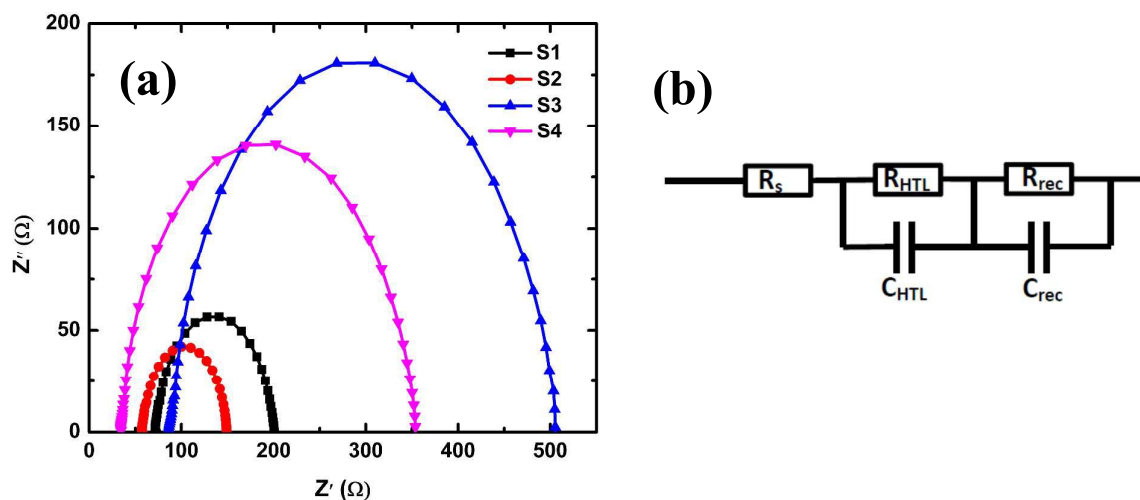 (a)
200
150
100
50
0
Z″ (Ω)
S1
S2
S3
S4
0 100 200 300 400 500
Z′ (Ω)
(b)
Rs RHTL Rrec
CHTL Crec